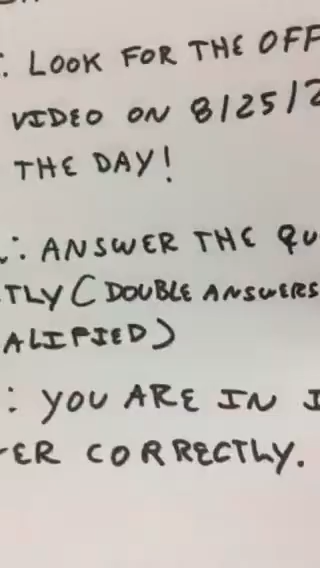 : LOOK FOR THE OFF
VIDEO ON 8/25/2
THE DAY!
: ANSWER THE QU
TLY (DOUBLE ANSWERS
ALIFIED)
: YOU ARE IN I
ER CORRECTLY.